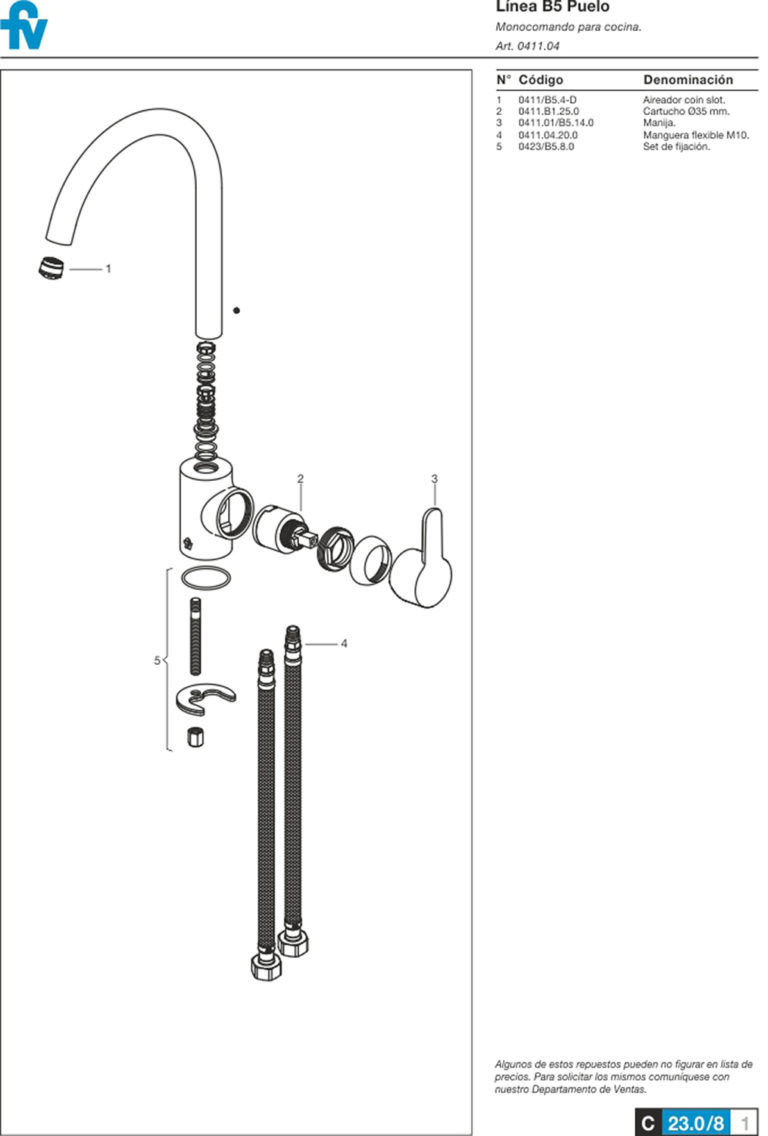 fv
Línea B5 Puelo
Monocomando para cocina.
Art. 0411.04
N° Código Denominación
1 0411/B5.4-D Aireador coin slot.
2 0411.B1.25.0 Cartucho Ø35 mm.
3 0411.01/B5.14.0 Manija.
4 0411.04.20.0 Manguera flexible M10.
5 0423/B5.8.0 Set de fijación.
1
2
3
4
5
Algunos de estos repuestos pueden no figurar en lista de
precios. Para solicitar los mismos comuníquese con
nuestro Departamento de Ventas.
C 23.0/8 1